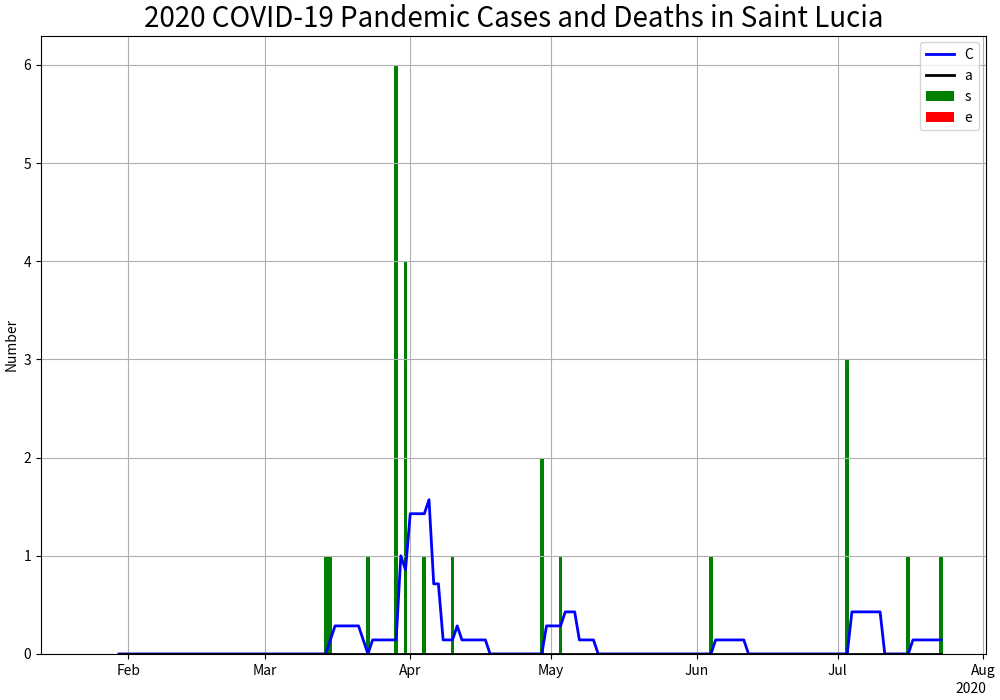 2020 COVID-19 Pandemic Cases and Deaths in Saint Lucia
C
a
s
e
6
5
4
3
2
1
0
Number
Feb Mar Apr May Jun Jul Aug
2020